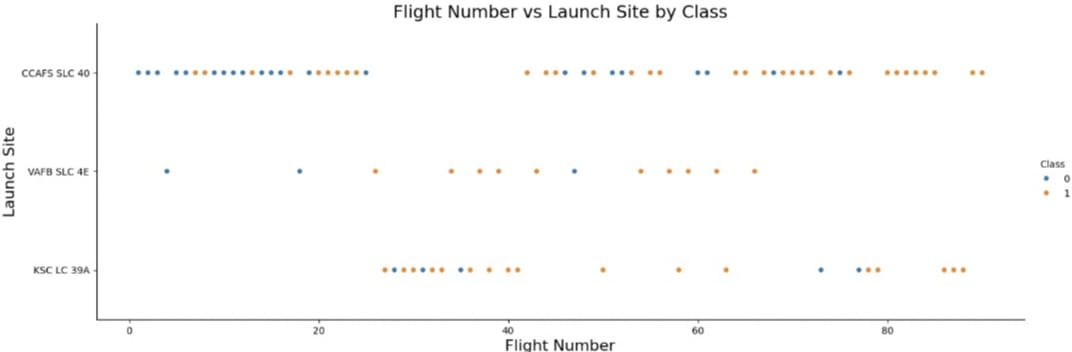 Flight Number vs Launch Site by Class
CCAFS SLC 40
VAFB SLC 4E
KSC LC 39A
Launch Site
0 20 40 60 80
Flight Number
Class
0
1